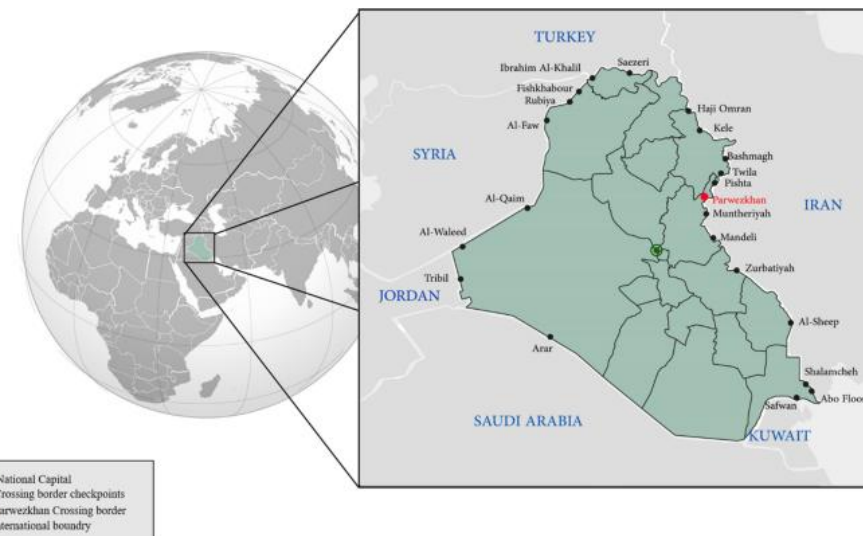 TURKEY
Ibrahim Al-Khalil
Saezeri
Fishkhabour
Rubiya
Haji Omran
Al-Faw
Kele
SYRIA
Bashmagh
Twila
Pishta
Al-Qaim
Parwezkhan
IRAN
Muntheriyah
Al-Waleed
Mandeli
Tribil
Zurbatiyah
JORDAN
Al-Sheep
Arar
Shalamcheh
Abo Floos
Safwan
SAUDI ARABIA
KUWAIT
National Capital
Crossing border checkpoints
Parwezkhan Crossing border
nternational boundry